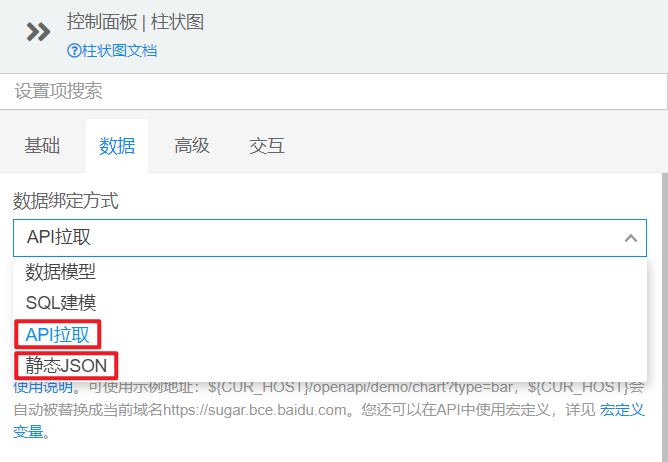 控制面板 | 柱状图
柱状图文档
设置项搜索
基础 数据 高级 交互
数据绑定方式
API拉取
数据模型
SQL建模
API拉取
静态JSON
使用说明。可使用示例地址：${CUR_HOST}/openapi/demo/chart?type=bar，${CUR_HOST}会
自动被替换成当前域名https://sugar.bce.baidu.com。您还可以在API中使用宏定义，详见 宏定义
变量。